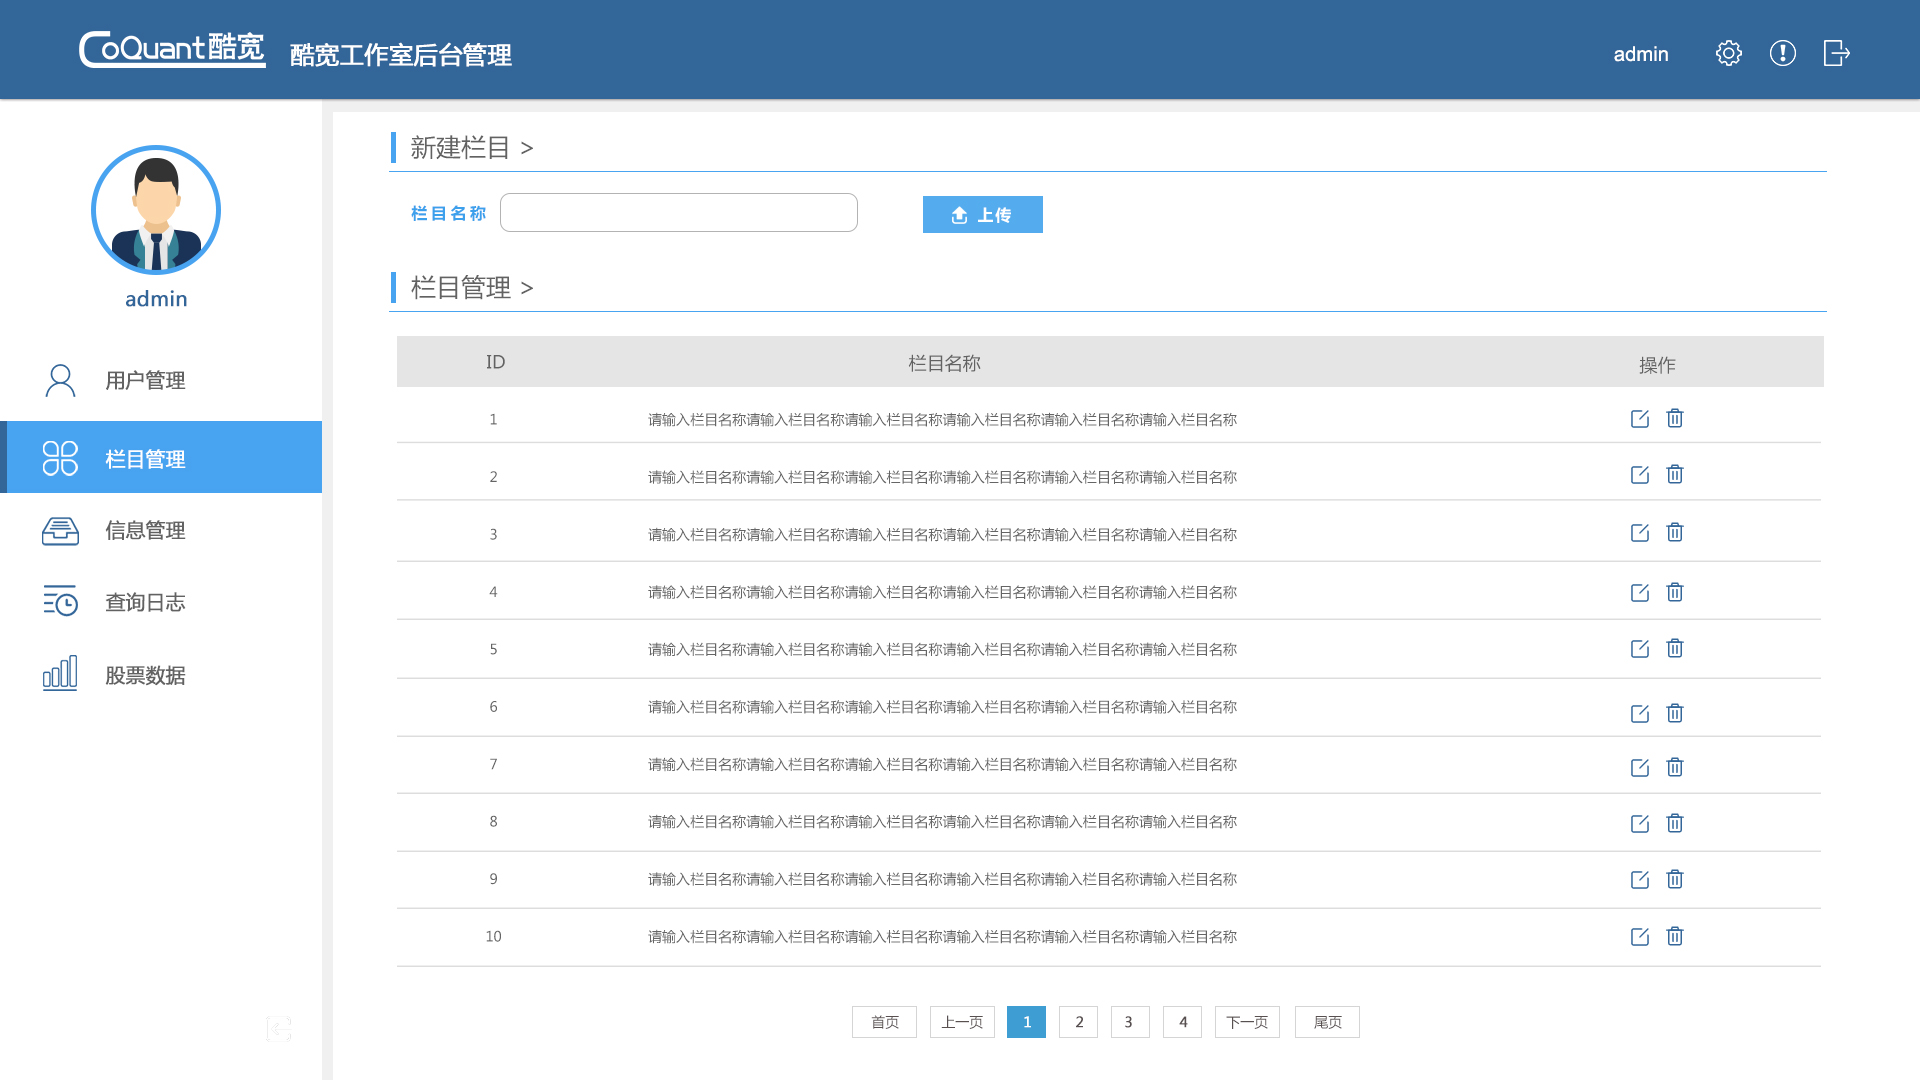 CoQuant酷宽 酷宽工作室后台管理 admin
admin
用户管理
栏目管理
信息管理
查询日志
股票数据
新建栏目 >
栏目名称 上传
栏目管理 >
ID 栏目名称 操作
1 请输入栏目名称请输入栏目名称请输入栏目名称请输入栏目名称请输入栏目名称请输入栏目名称
2 请输入栏目名称请输入栏目名称请输入栏目名称请输入栏目名称请输入栏目名称请输入栏目名称
3 请输入栏目名称请输入栏目名称请输入栏目名称请输入栏目名称请输入栏目名称请输入栏目名称
4 请输入栏目名称请输入栏目名称请输入栏目名称请输入栏目名称请输入栏目名称请输入栏目名称
5 请输入栏目名称请输入栏目名称请输入栏目名称请输入栏目名称请输入栏目名称请输入栏目名称
6 请输入栏目名称请输入栏目名称请输入栏目名称请输入栏目名称请输入栏目名称请输入栏目名称
7 请输入栏目名称请输入栏目名称请输入栏目名称请输入栏目名称请输入栏目名称请输入栏目名称
8 请输入栏目名称请输入栏目名称请输入栏目名称请输入栏目名称请输入栏目名称请输入栏目名称
9 请输入栏目名称请输入栏目名称请输入栏目名称请输入栏目名称请输入栏目名称请输入栏目名称
10 请输入栏目名称请输入栏目名称请输入栏目名称请输入栏目名称请输入栏目名称请输入栏目名称
首页 上一页 1 2 3 4 下一页 尾页